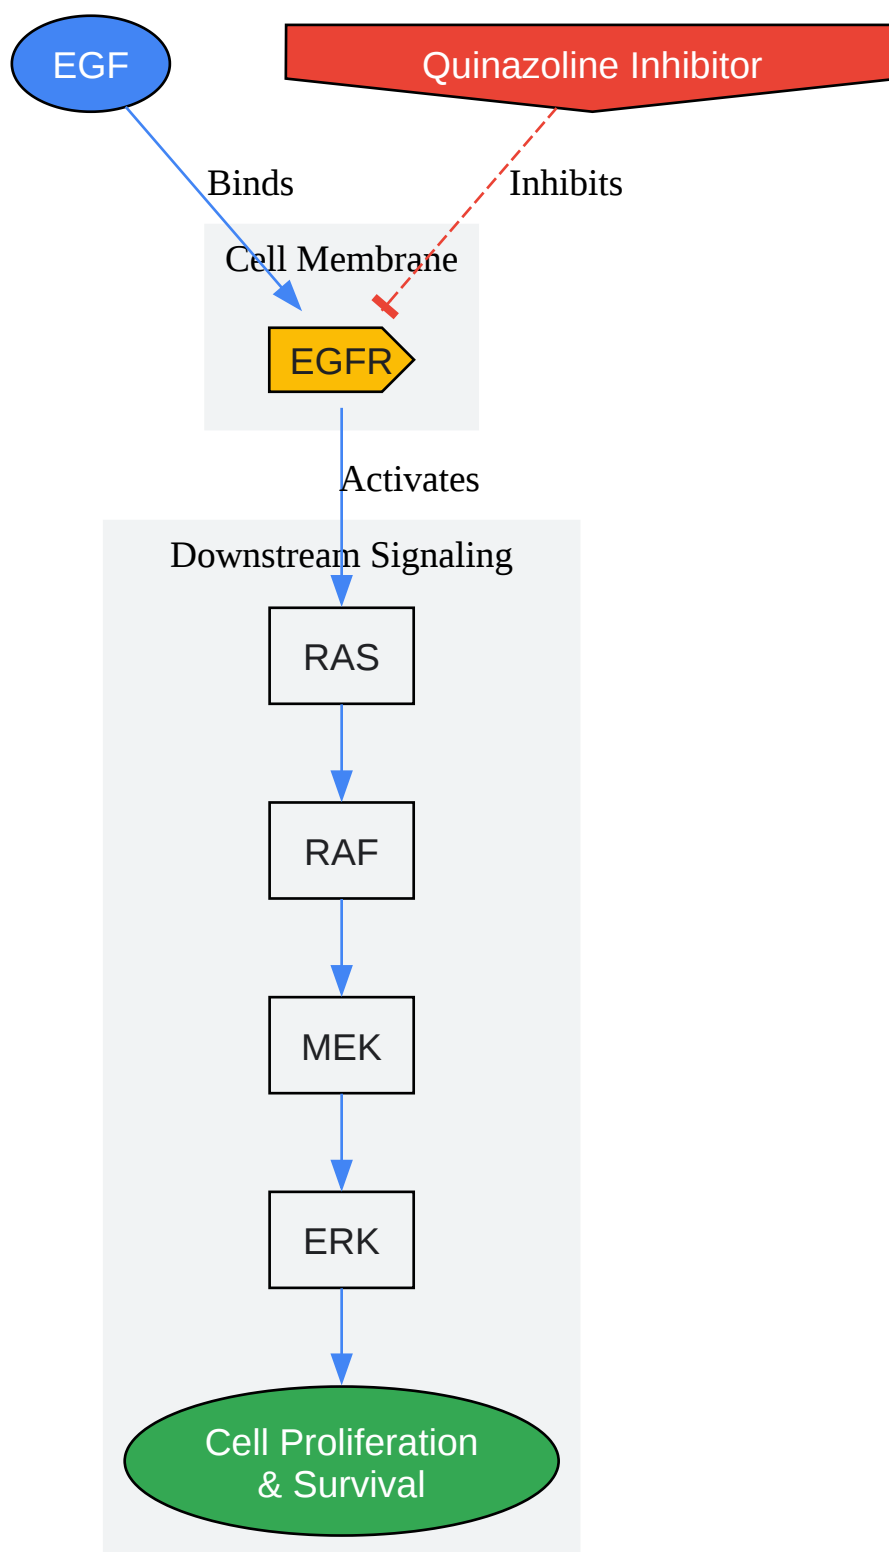 EGF
Quinazoline Inhibitor
Binds
Inhibits
Cell Membrane
EGFR
Activates
Downstream Signaling
RAS
RAF
MEK
ERK
Cell Proliferation
& Survival